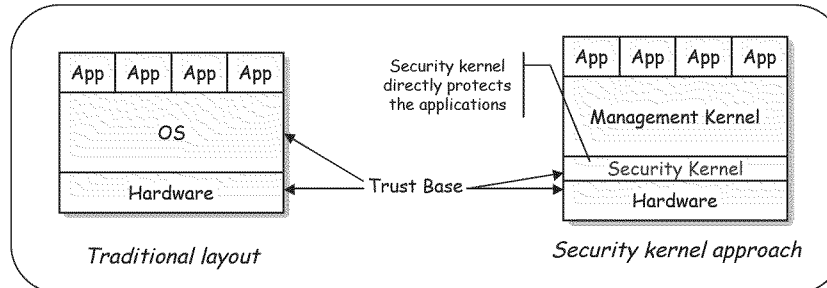 App App App App
OS
Hardware
Traditional layout
Security kernel
directly protects
the applications
Trust Base
App App App App
Management Kernel
Security Kernel
Hardware
Security kernel approach